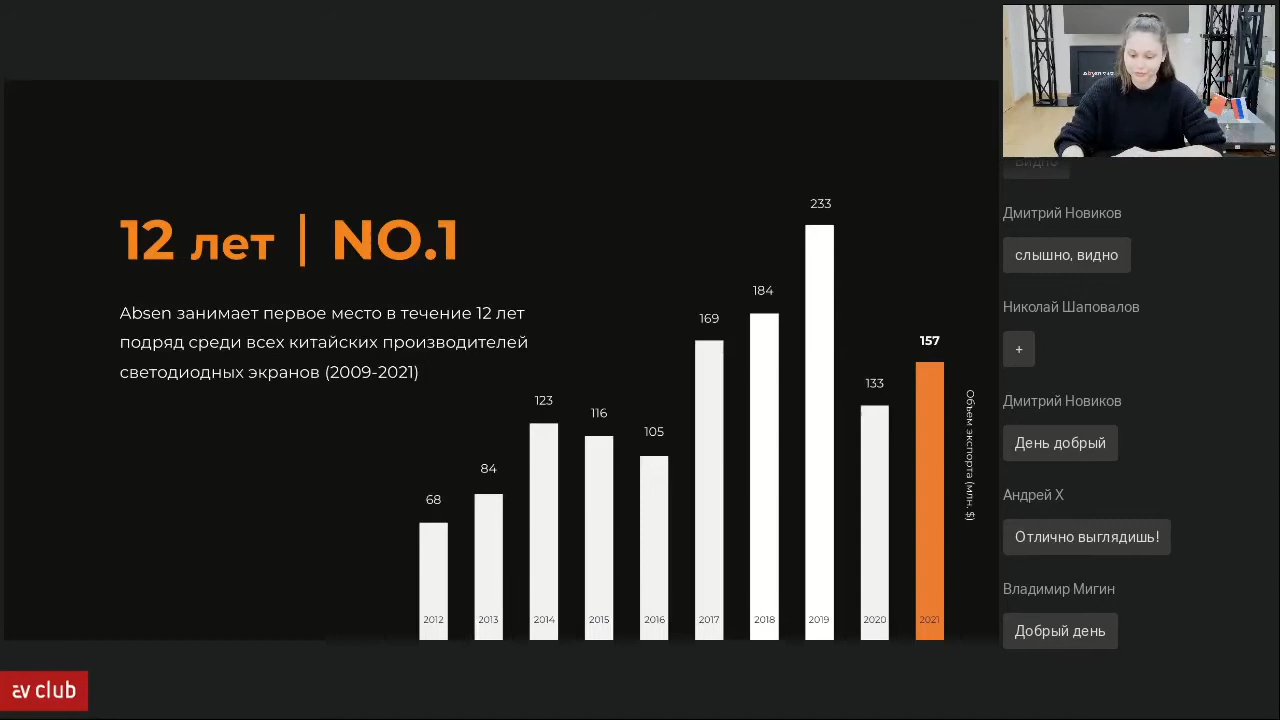 12 лет | NO.1
Absen занимает первое место в течение 12 лет
подряд среди всех китайских производителей
светодиодных экранов (2009-2021)
68
84
123
116
105
169
184
233
133
157
2012
2013
2014
2015
2016
2017
2018
2019
2020
2021
Объем экспорта (млн. $)
Видно
Дмитрий Новиков
слышно, видно
Николай Шаповалов
+
Дмитрий Новиков
День добрый
Андрей Х
Отлично выглядишь!
Владимир Мигин
Добрый день
av club